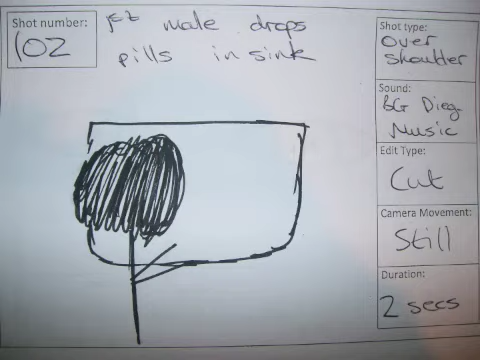 Shot number:
102
1st male drops
pills in sink
Shot type:
Over
Shoulder
Sound:
BG Dieg.
Music
Edit Type:
Cut
Camera Movement:
Still
Duration:
2 secs